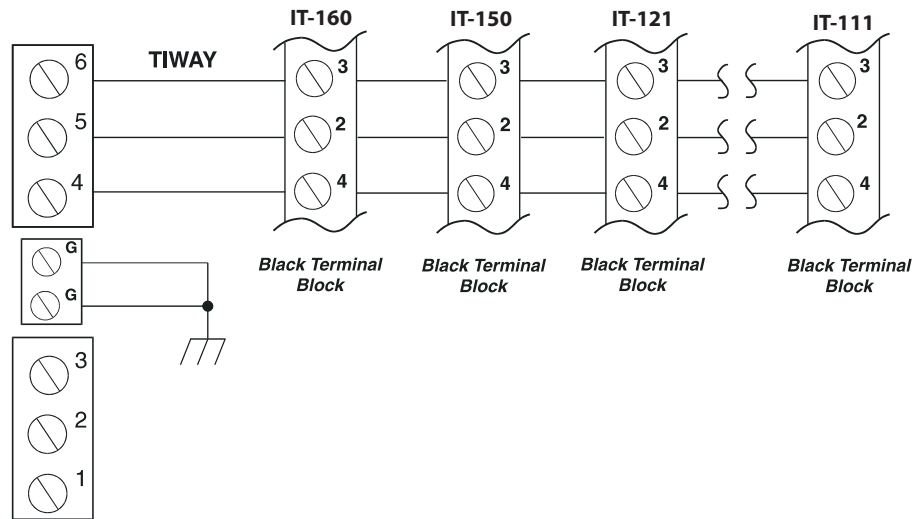 IT-160 IT-150 IT-121 IT-111
6 TIWAY 3 3 3 3
5 2 2 2 2
4 4 4 4 4
G
G
Black Terminal Black Terminal Black Terminal Black Terminal
Block Block Block Block
3
2
1